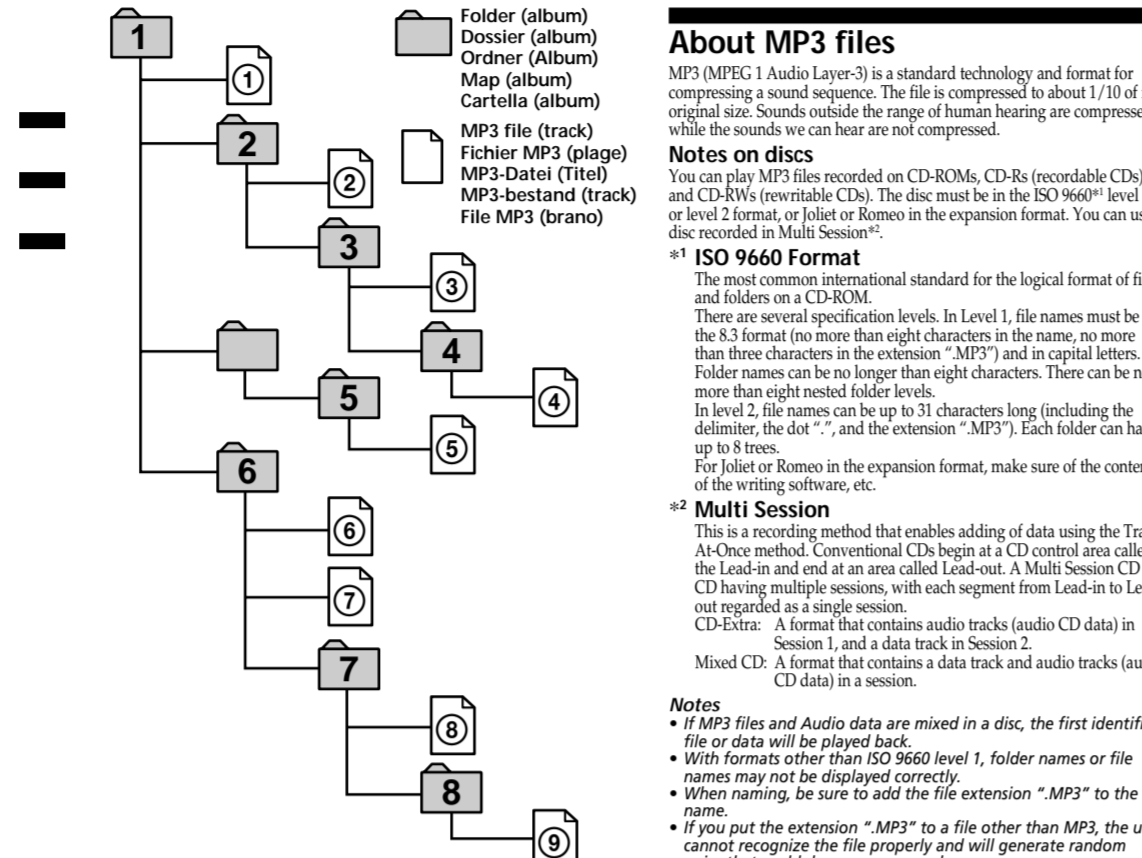 1
Folder (album)
Dossier (album)
Ordner (Album)
Map (album)
Cartella (album)
①
2
MP3 file (track)
Fichier MP3 (plage)
MP3-Datei (Titel)
MP3-bestand (track)
File MP3 (brano)
②
3
③
4
④
5
⑤
6
⑥
⑦
7
⑧
8
⑨
About MP3 files
MP3 (MPEG 1 Audio Layer-3) is a standard technology and format for
compressing a sound sequence. The file is compressed to about 1/10 of
original size. Sounds outside the range of human hearing are
while the sounds we can hear are not compressed.
Notes on discs
You can play MP3 files recorded on CD-ROMs, CD-Rs (recordable CDs)
and CD-RWs (rewritable CDs). The disc must be in the ISO 9660*1 level
or level 2 format, or Joliet or Romeo in the expansion format. You can
disc recorded in Multi Session*2.
*1 ISO 9660 Format
The most common international standard for the logical format of
and folders on a CD-ROM.
There are several specification levels. In Level 1, file names must be
the 8.3 format (no more than eight characters in the name, no more
than three characters in the extension “.MP3”) and in capital letters.
Folder names can be no longer than eight characters. There can be
more than eight nested folder levels.
In level 2, file names can be up to 31 characters long (including the
delimiter, the dot “.”, and the extension “.MP3”). Each folder can
up to 8 trees.
For Joliet or Romeo in the expansion format, make sure of the
of the writing software, etc.
*2 Multi Session
This is a recording method that enables adding of data using the
At-Once method. Conventional CDs begin at a CD control area
the Lead-in and end at an area called Lead-out. A Multi Session CD
CD having multiple sessions, with each segment from Lead-in to
out regarded as a single session.
CD-Extra: A format that contains audio tracks (audio CD data) in
Session 1, and a data track in Session 2.
Mixed CD: A format that contains a data track and audio tracks
CD data) in a session.
Notes
• If MP3 files and Audio data are mixed in a disc, the first
file or data will be played back.
• With formats other than ISO 9660 level 1, folder names or file
names may not be displayed correctly.
• When naming, be sure to add the file extension “.MP3” to the
name.
• If you put the extension “.MP3” to a file other than MP3, the
cannot recognize the file properly and will generate random